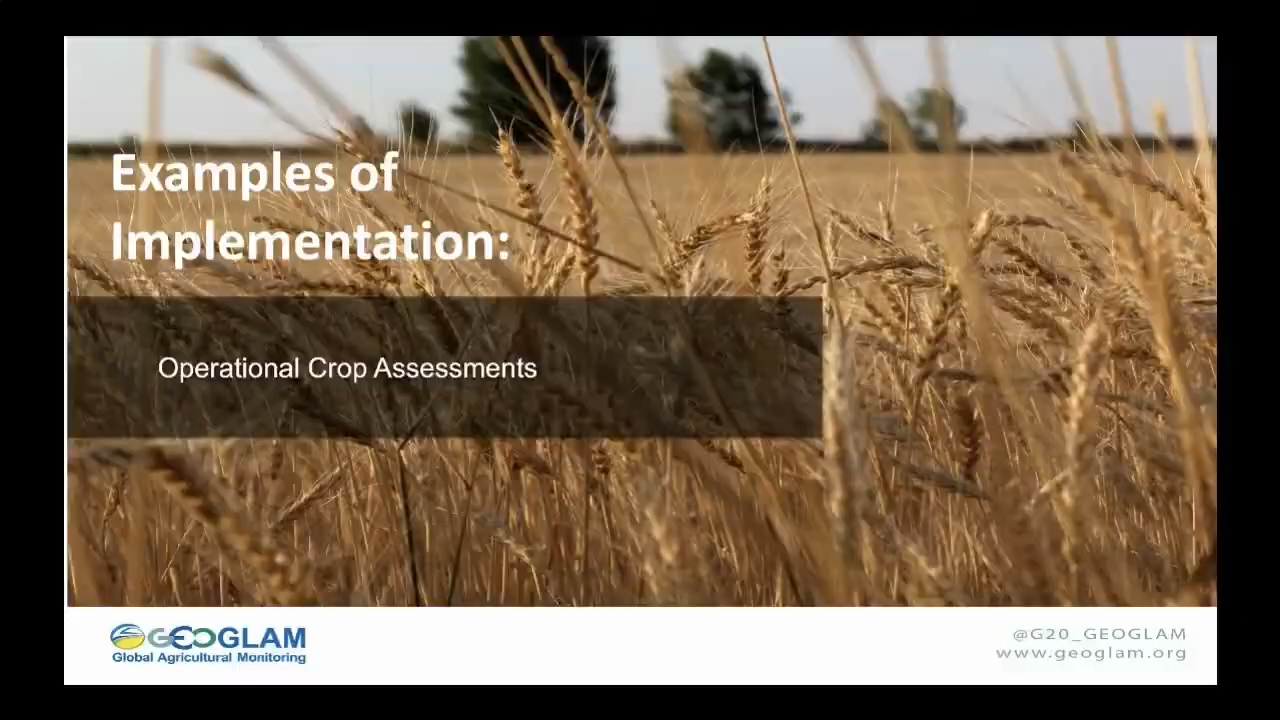 Examples of
Implementation:
Operational Crop Assessments
GEOGLAM
Global Agricultural Monitoring
@G20_GEOGLAM
www.geoglam.org